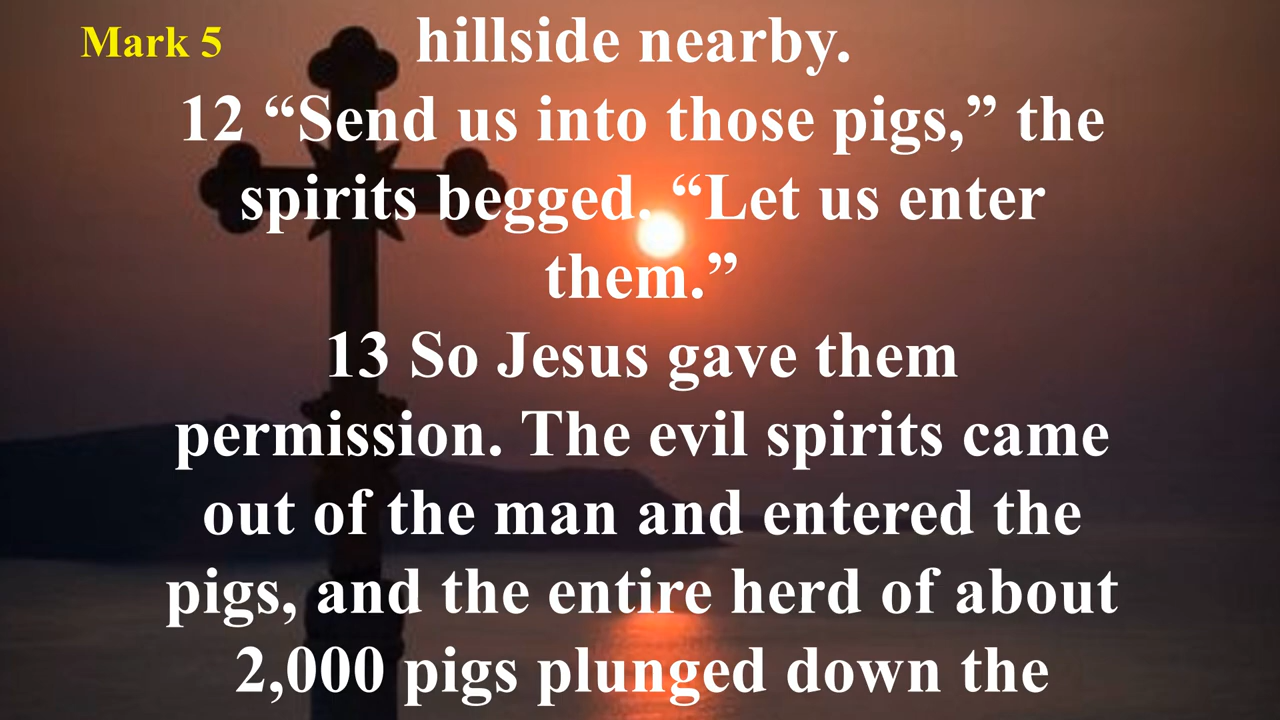 Mark 5
hillside nearby.
12 “Send us into those pigs,” the
spirits begged. “Let us enter
them.”
13 So Jesus gave them
permission. The evil spirits came
out of the man and entered the
pigs, and the entire herd of about
2,000 pigs plunged down the